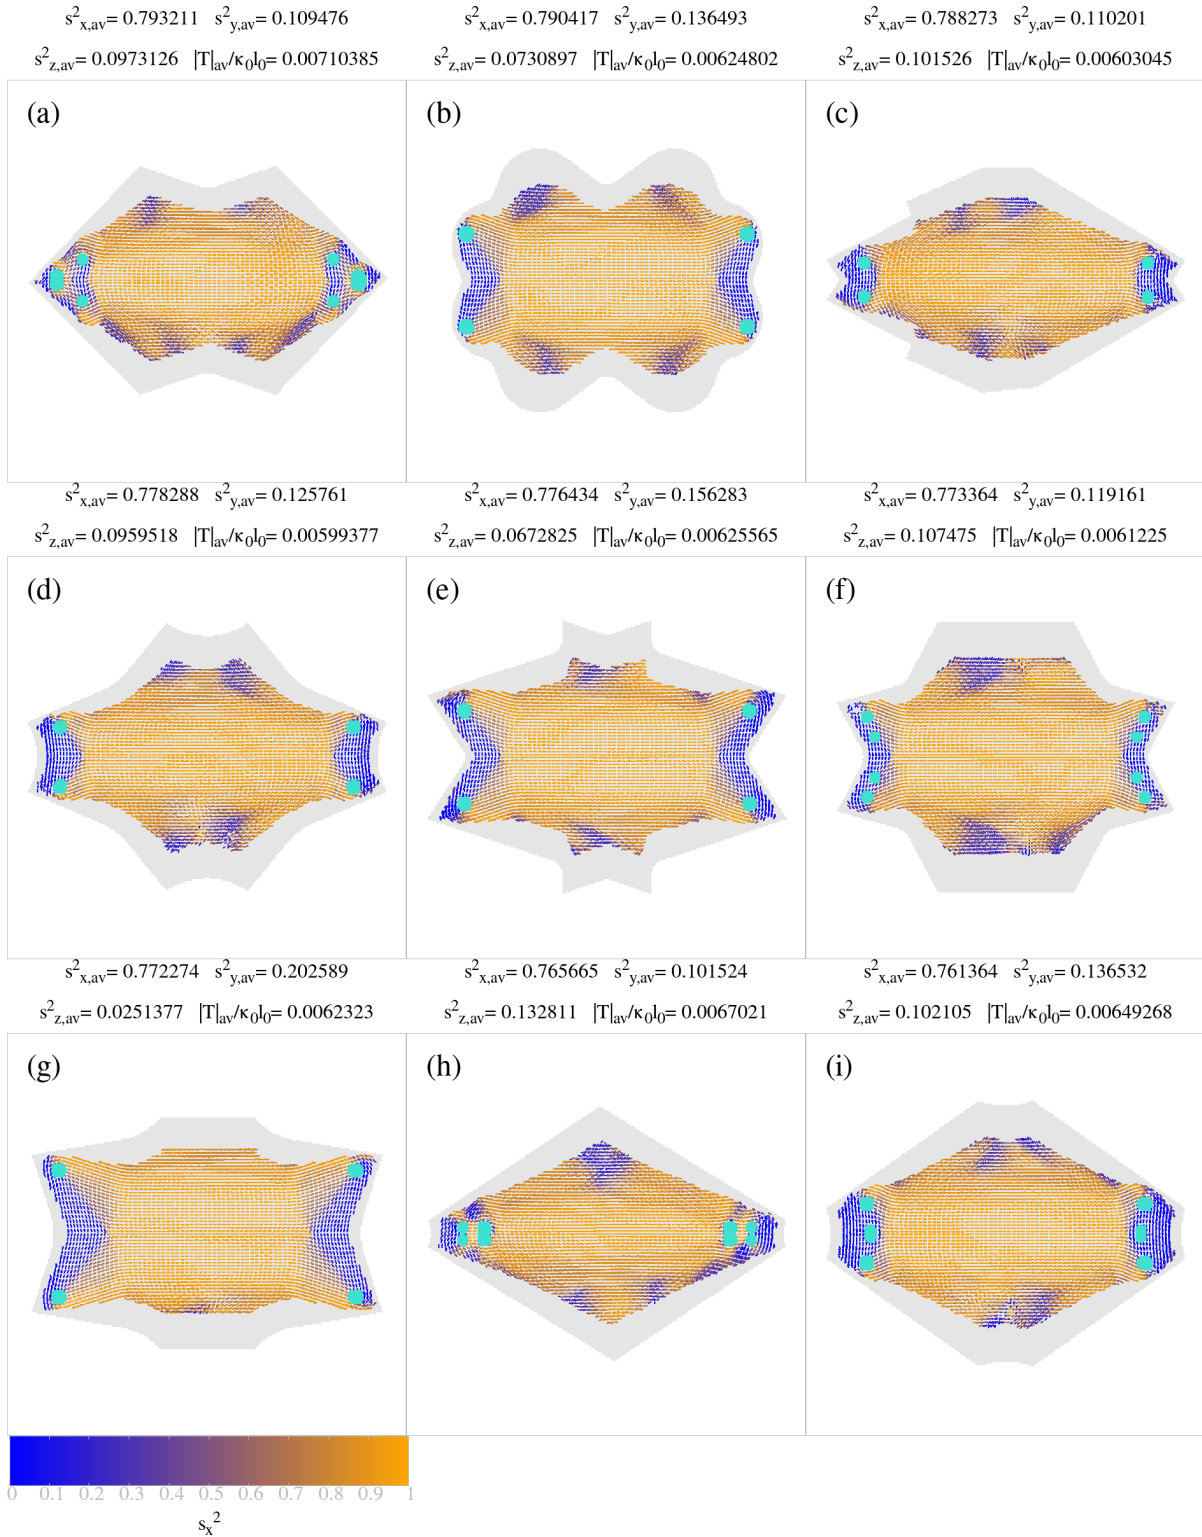 s²x,av= 0.793211 s²y,av= 0.109476
s²z,av= 0.0973126 |T|av/κ0l0= 0.00710385
(a)
s²x,av= 0.790417 s²y,av= 0.136493
s²z,av= 0.0730897 |T|av/κ0l0= 0.00624802
(b)
s²x,av= 0.788273 s²y,av= 0.110201
s²z,av= 0.101526 |T|av/κ0l0= 0.00603045
(c)
s²x,av= 0.778288 s²y,av= 0.125761
s²z,av= 0.0959518 |T|av/κ0l0= 0.00599377
(d)
s²x,av= 0.776434 s²y,av= 0.156283
s²z,av= 0.0672825 |T|av/κ0l0= 0.00625565
(e)
s²x,av= 0.773364 s²y,av= 0.119161
s²z,av= 0.107475 |T|av/κ0l0= 0.0061225
(f)
s²x,av= 0.772274 s²y,av= 0.202589
s²z,av= 0.0251377 |T|av/κ0l0= 0.0062323
(g)
s²x,av= 0.765665 s²y,av= 0.101524
s²z,av= 0.132811 |T|av/κ0l0= 0.0067021
(h)
s²x,av= 0.761364 s²y,av= 0.136532
s²z,av= 0.102105 |T|av/κ0l0= 0.00649268
(i)
0 0.1 0.2 0.3 0.4 0.5 0.6 0.7 0.8 0.9 1
sx²